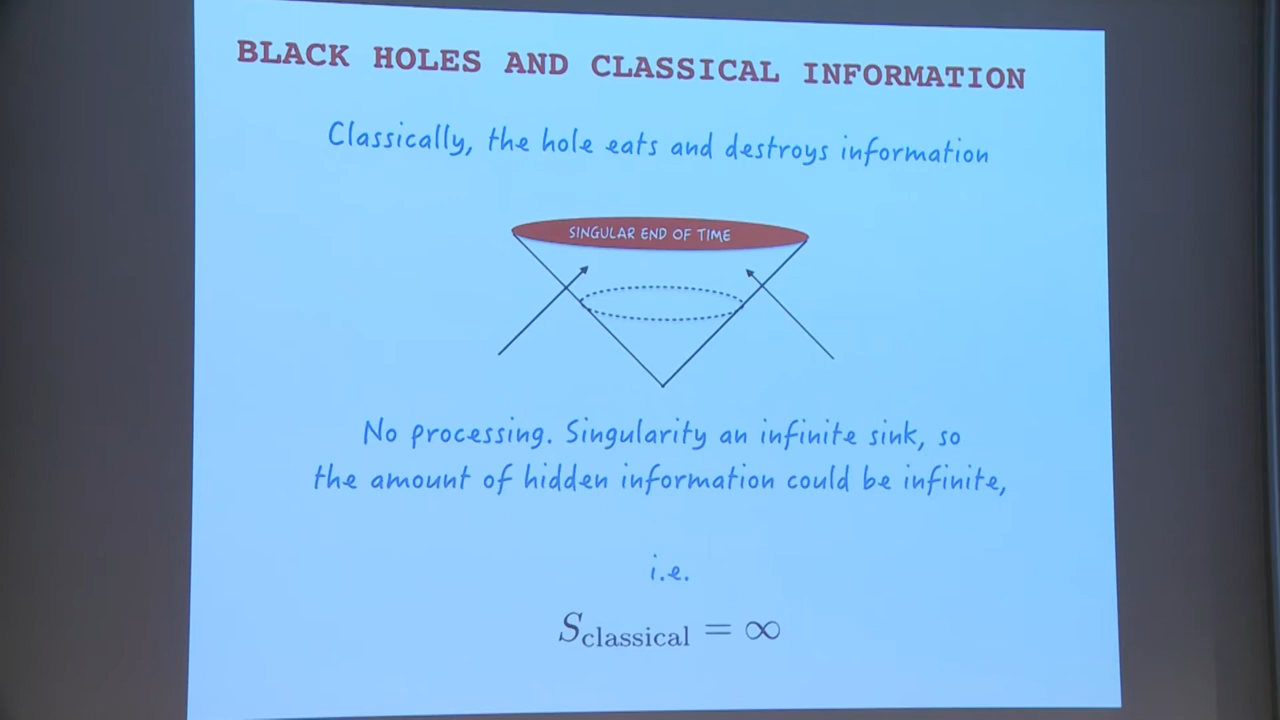 BLACK HOLES AND CLASSICAL INFORMATION
Classically, the hole eats and destroys information
SINGULAR END OF TIME
No processing. Singularity an infinite sink, so
the amount of hidden information could be infinite,
i.e.
S_classical = ∞